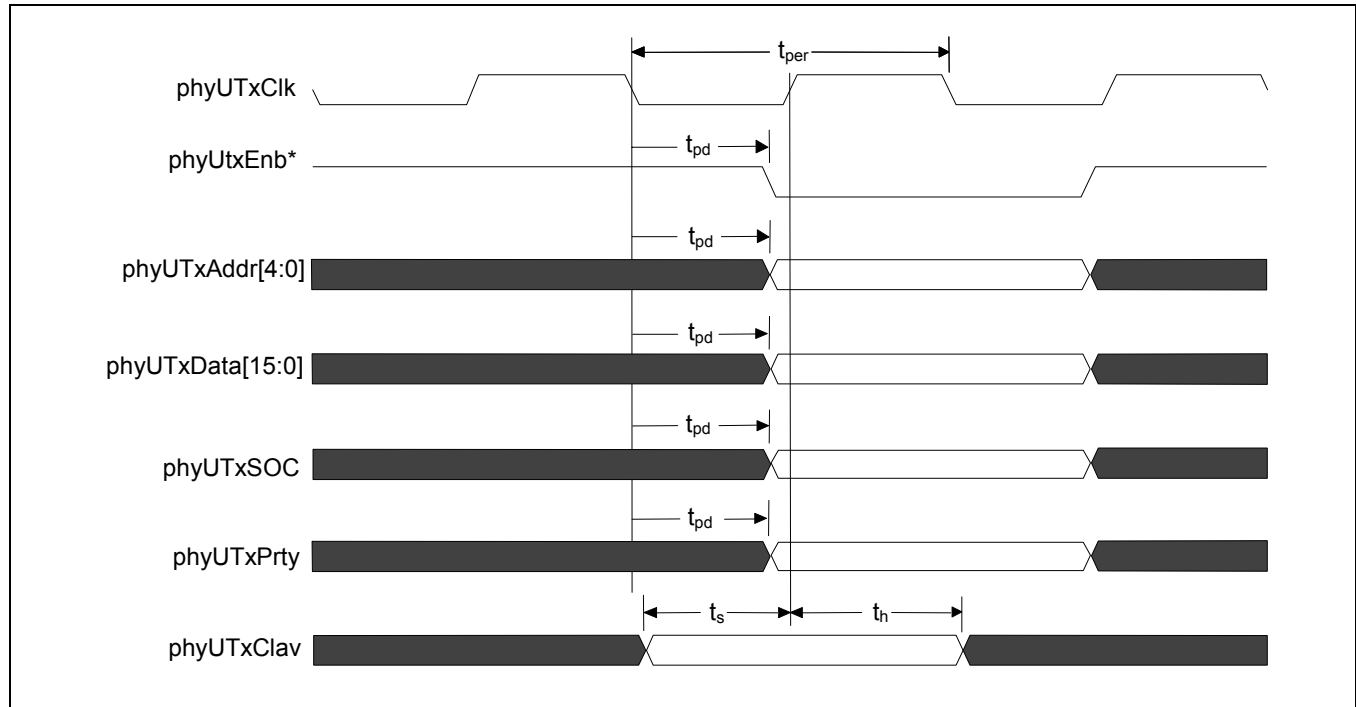 t_per
phyUTxClk
t_pd
phyUtxEnb*
t_pd
phyUTxAddr[4:0]
t_pd
phyUTxData[15:0]
t_pd
phyUTxSOC
t_pd
phyUTxPrty
t_s t_h
phyUTxClav